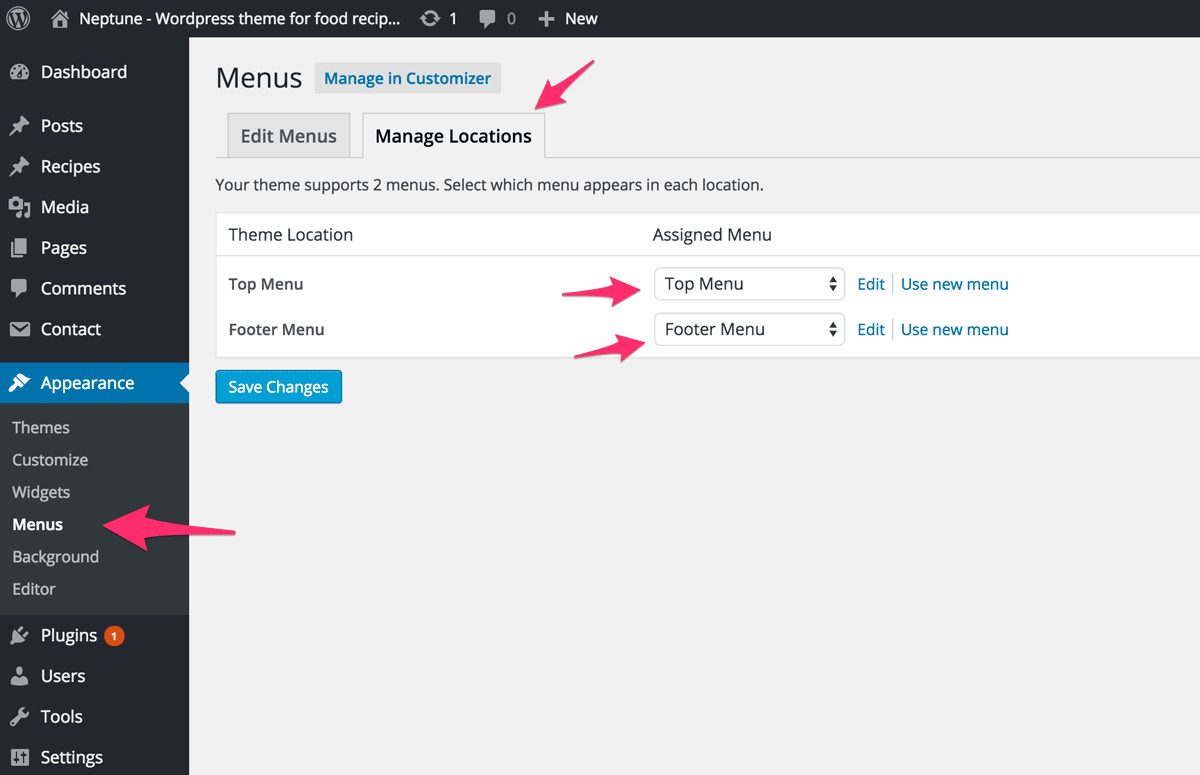 Neptune - Wordpress theme for food recip... 1 0 New
Dashboard
Posts
Recipes
Media
Pages
Comments
Contact
Appearance
Themes
Customize
Widgets
Menus
Background
Editor
Plugins 1
Users
Tools
Settings
Menus Manage in Customizer
Edit Menus Manage Locations
Your theme supports 2 menus. Select which menu appears in each location.
Theme Location Assigned Menu
Top Menu Top Menu Edit Use new menu
Footer Menu Footer Menu Edit Use new menu
Save Changes